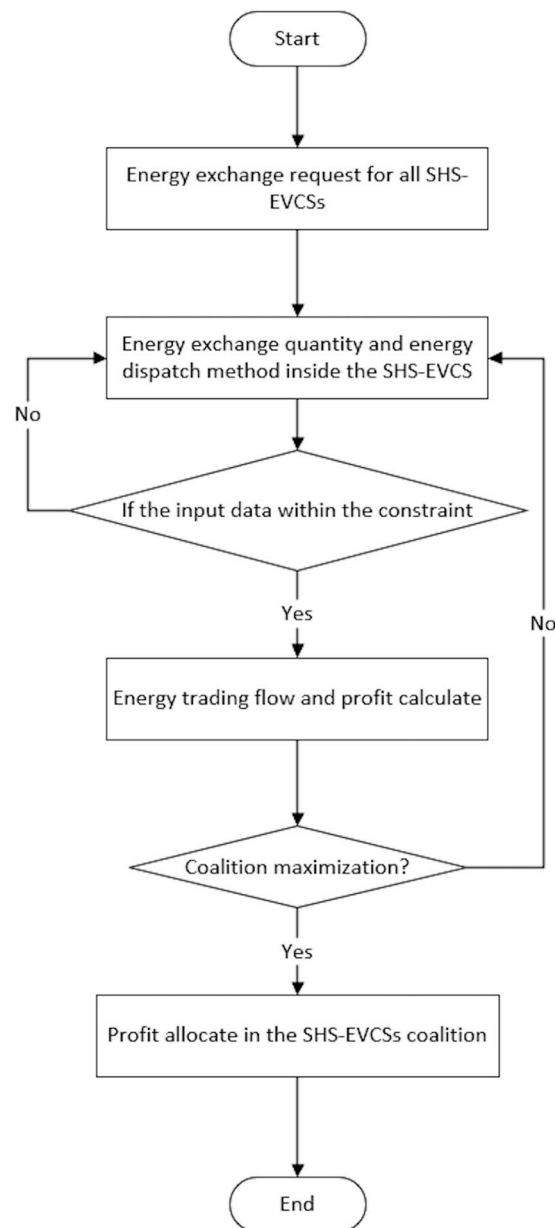 Start
Energy exchange request for all SHS-
EVCSs
Energy exchange quantity and energy
dispatch method inside the SHS-EVCS
No
If the input data within the constraint
Yes
No
Energy trading flow and profit calculate
Coalition maximization?
Yes
Profit allocate in the SHS-EVCSs coalition
End